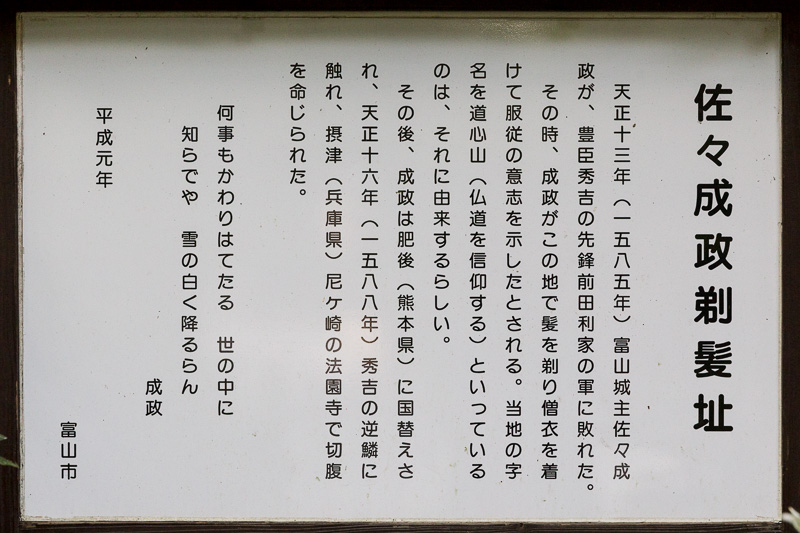 佐々成政剃髪址
天正十三年（一五八五年）富山城主佐々成
政が、豊臣秀吉の先鋒前田利家の軍に敗れた。
その時、成政がこの地で髪を剃り僧衣を着
けて服従の意志を示したとされる。当地の字
名を道心山（仏道を信仰する）といっている
のは、それに由来するらしい。
その後、成政は肥後（熊本県）に国替えさ
れ、天正十六年（一五八八年）秀吉の逆鱗に
触れ、摂津（兵庫県）尼ケ崎の法園寺で切腹
を命じられた。
何事もかわりはてたる　世の中に
知らでや　雪の白く降るらん
成政
平成元年
富山市